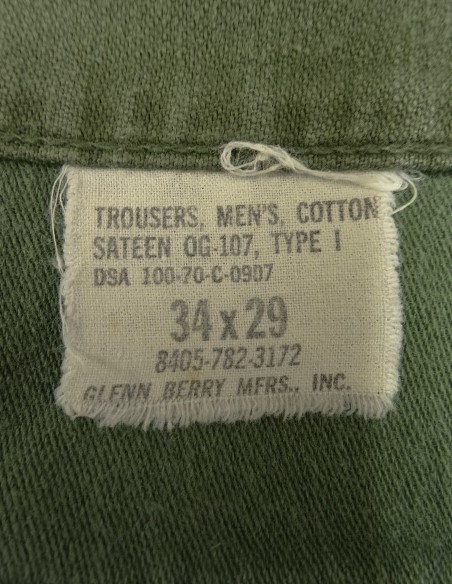 TROUSERS, MEN'S, COTTON
SATEEN OG-107, TYPE I
DSA 100-70-C-0907
34 x 29
8405-782-3172
GLENN BERRY MFRS., INC.